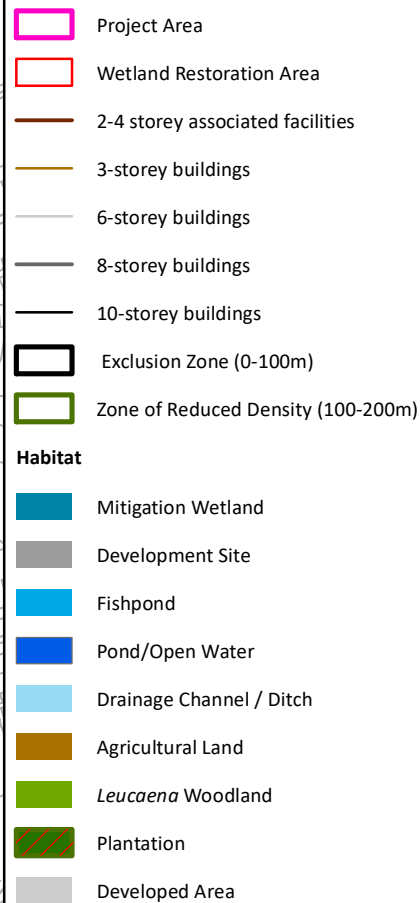 Project Area
Wetland Restoration Area
2-4 storey associated facilities
3-storey buildings
6-storey buildings
8-storey buildings
10-storey buildings
Exclusion Zone (0-100m)
Zone of Reduced Density (100-200m)
Habitat
Mitigation Wetland
Development Site
Fishpond
Pond/Open Water
Drainage Channel / Ditch
Agricultural Land
Leucaena Woodland
Plantation
Developed Area